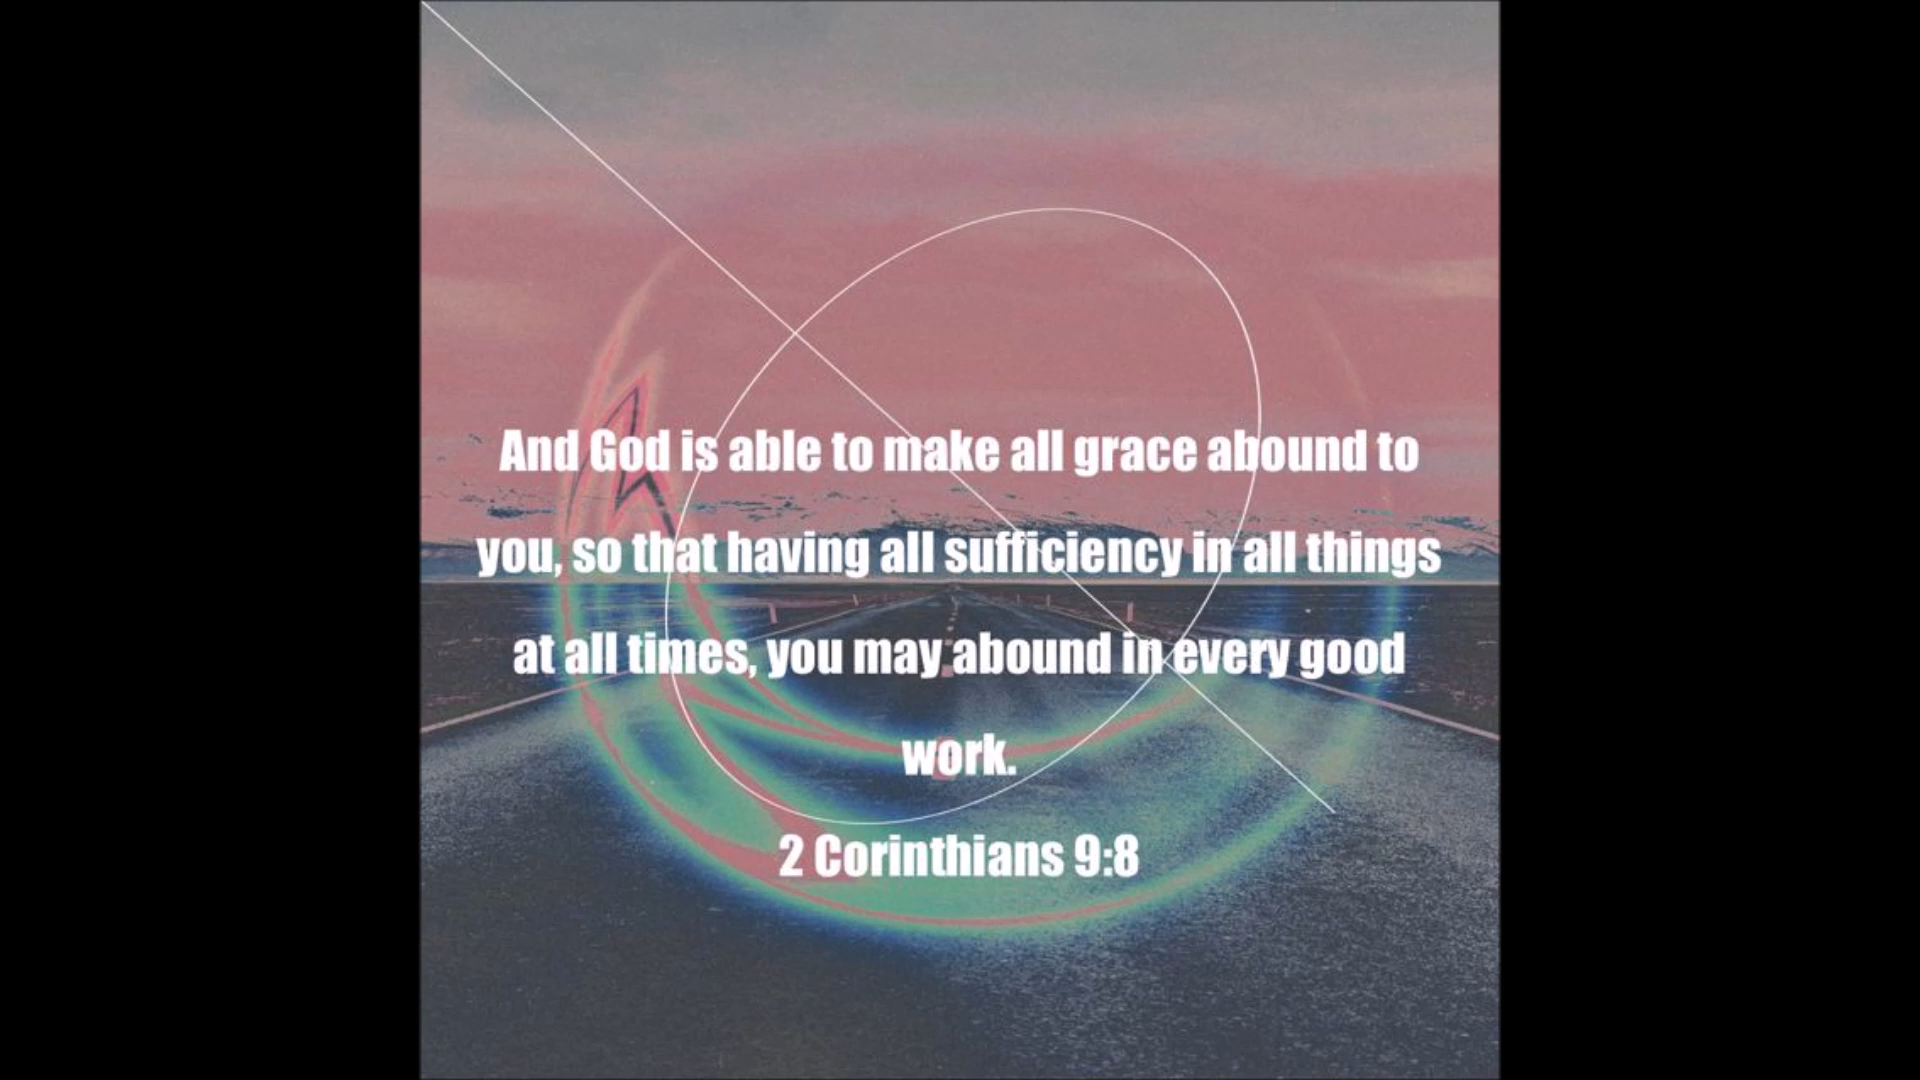 And God is able to make all grace abound to
you, so that having all sufficiency in all things
at all times, you may abound in every good
work.
2 Corinthians 9:8